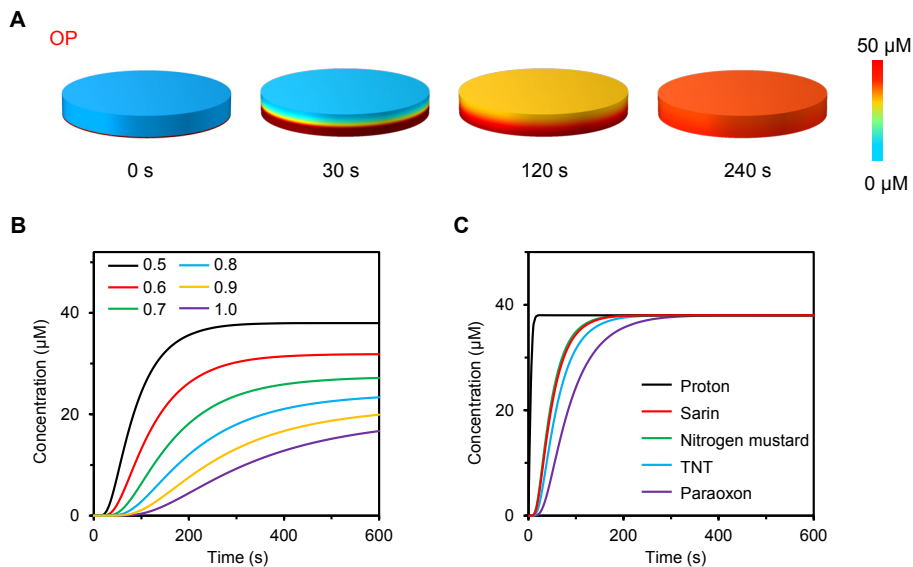 A
OP
50 µM
0 µM
0 s
30 s
120 s
240 s
B
0.5
0.8
0.6
0.9
0.7
1.0
40
20
0
Concentration (µM)
0
200
400
600
Time (s)
C
40
20
0
Concentration (µM)
Proton
Sarin
Nitrogen mustard
TNT
Paraoxon
0
200
400
600
Time (s)